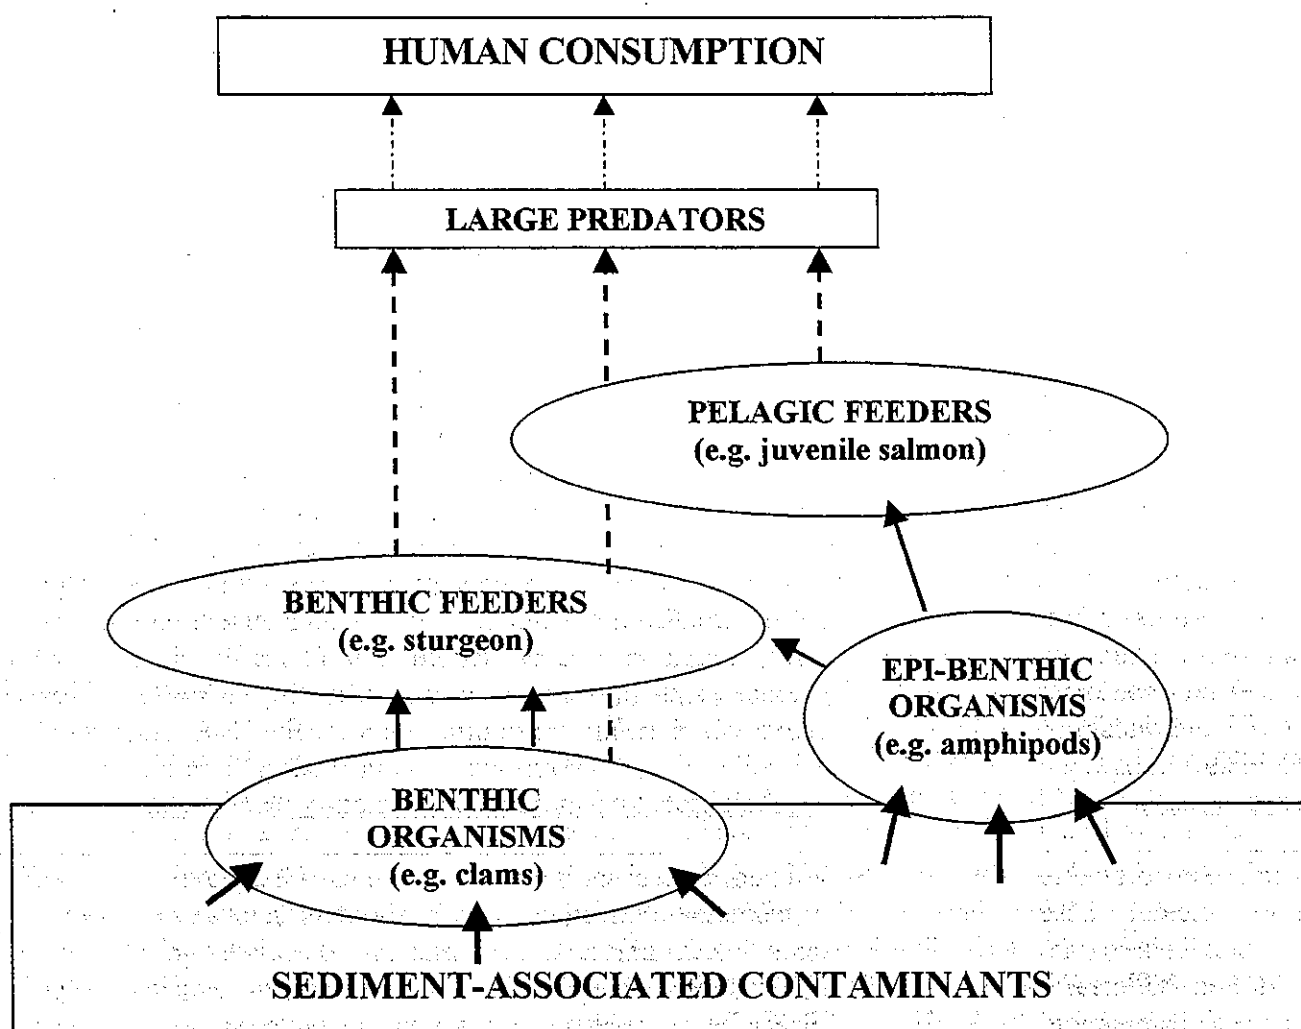 HUMAN CONSUMPTION
LARGE PREDATORS
PELAGIC FEEDERS
(e.g. juvenile salmon)
BENTHIC FEEDERS
(e.g. sturgeon)
EPI-BENTHIC
ORGANISMS
(e.g. amphipods)
BENTHIC
ORGANISMS
(e.g. clams)
SEDIMENT-ASSOCIATED CONTAMINANTS